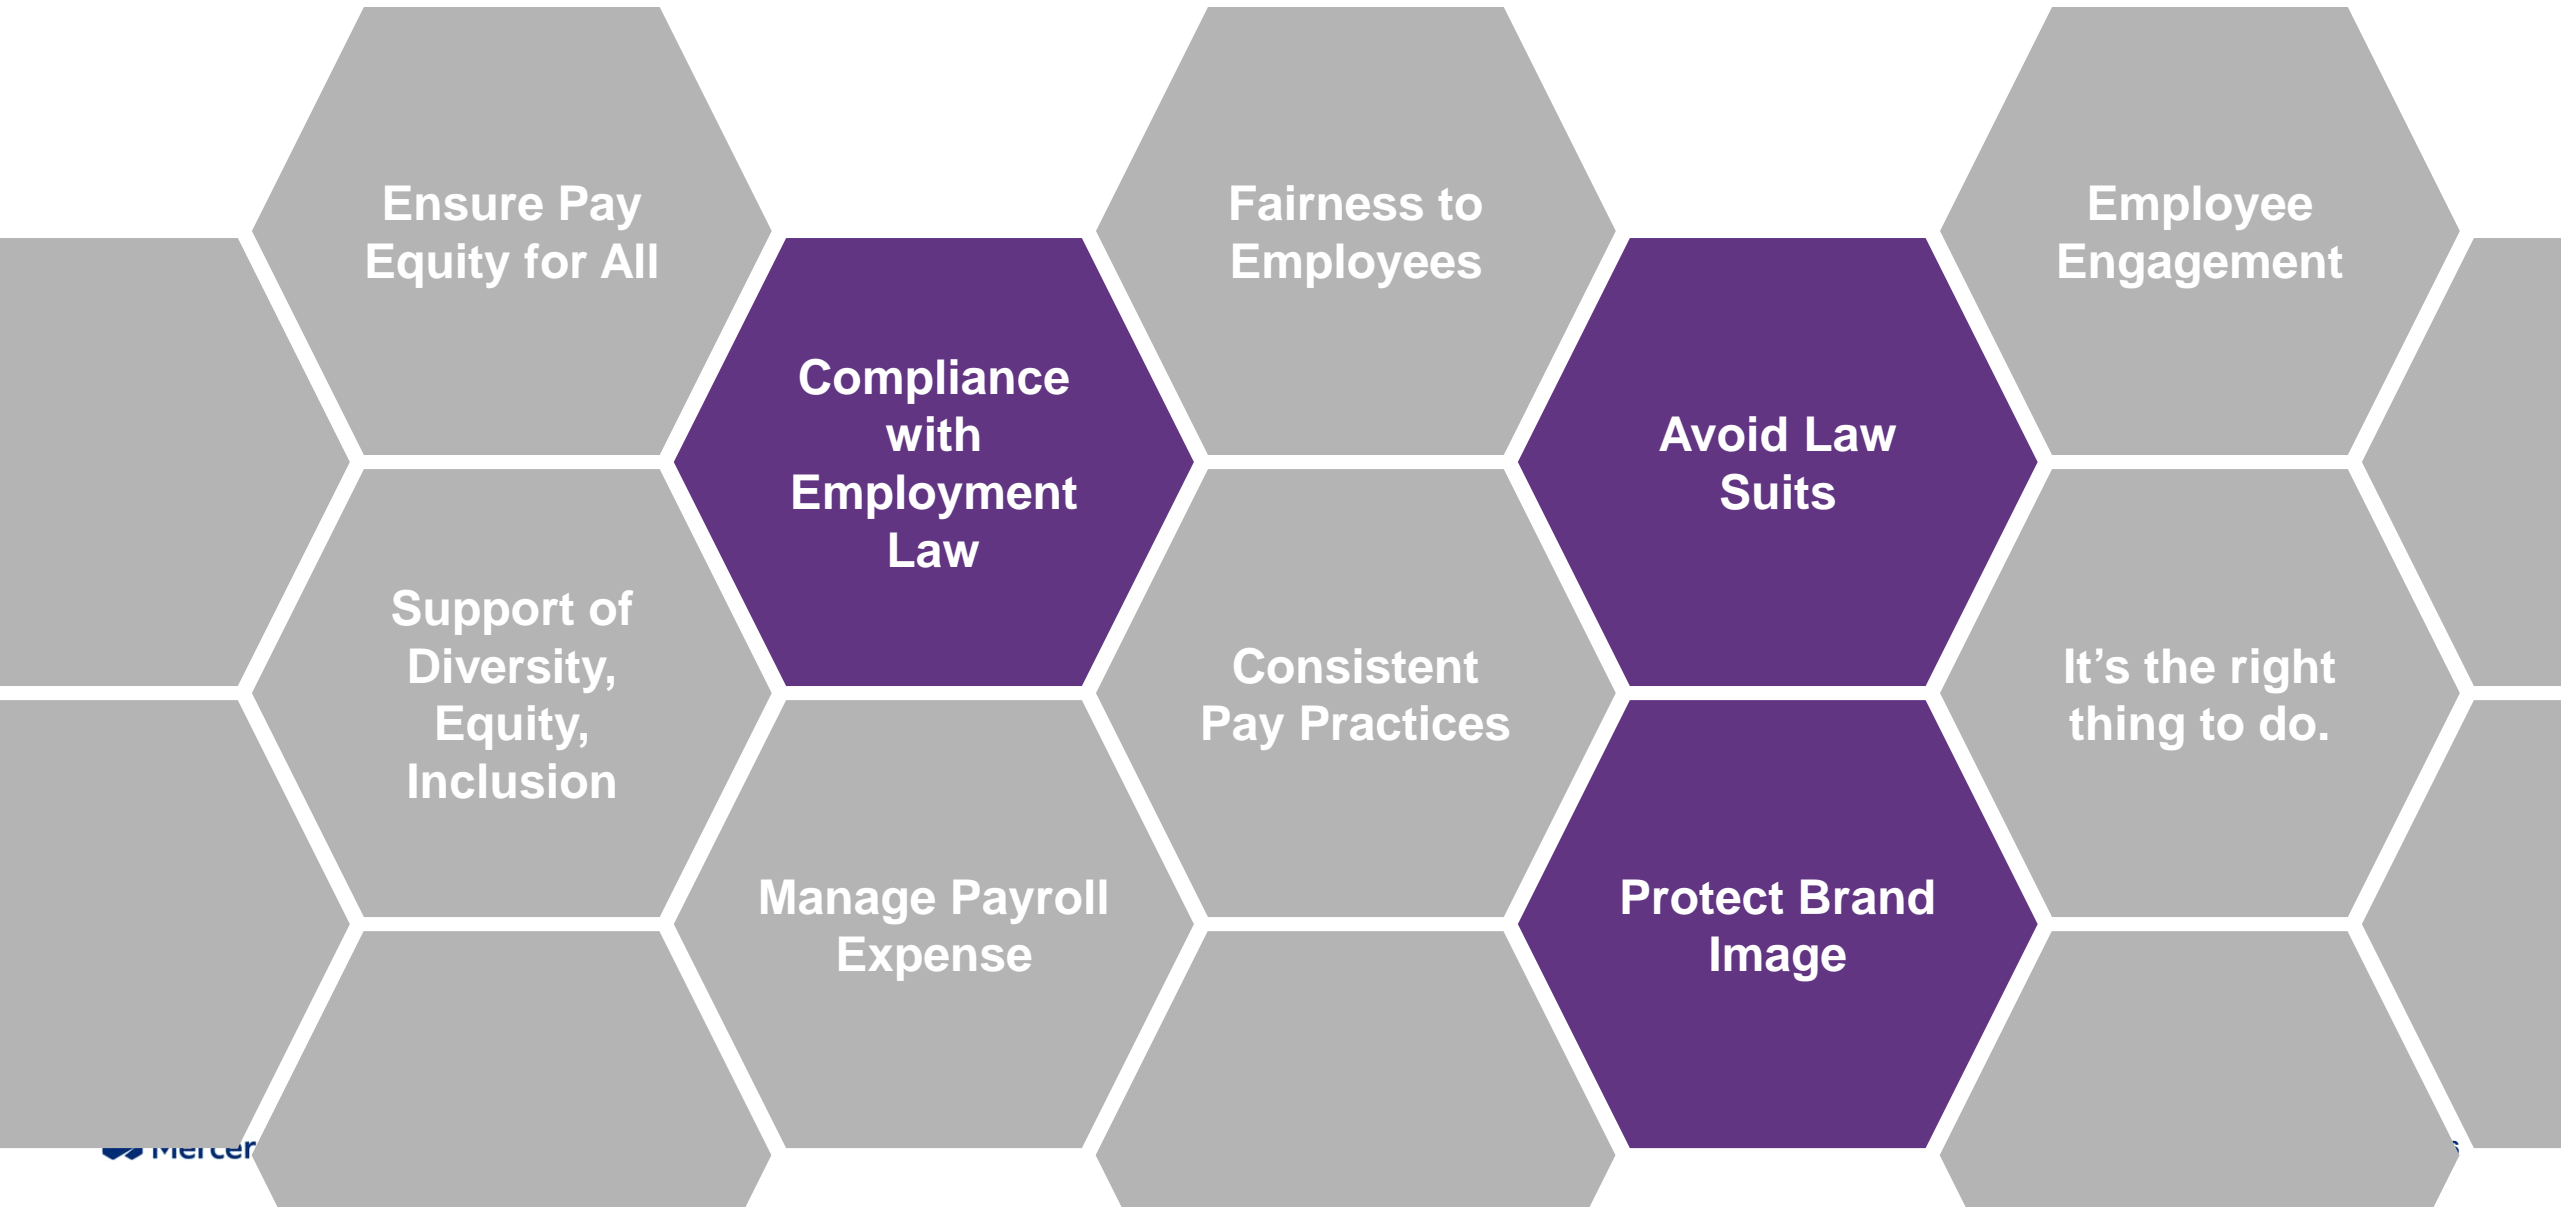 Ensure Pay
Equity for All
Fairness to
Employees
Employee
Engagement
Compliance
with
Employment
Law
Avoid Law
Suits
Support of
Diversity,
Equity,
Inclusion
Consistent
Pay Practices
It’s the right
thing to do.
Manage Payroll
Expense
Protect Brand
Image
Mercer